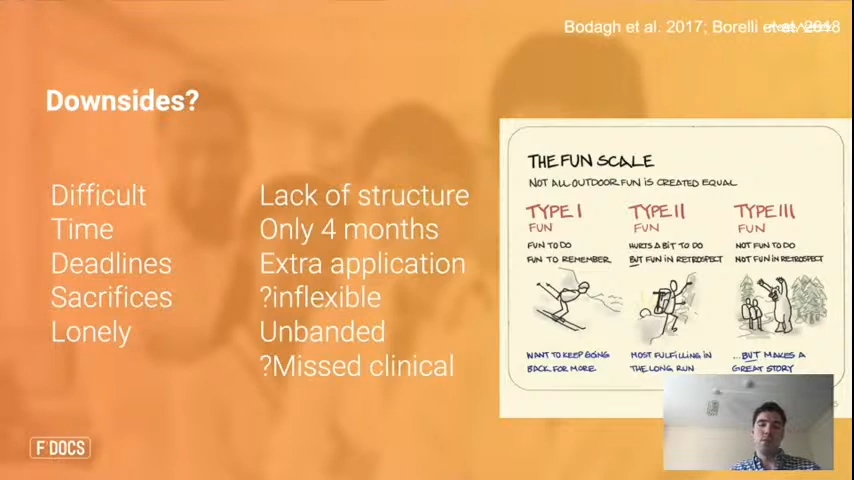 Bodagh et al. 2017; Borelli et al. 2018
Downsides?
Difficult
Time
Deadlines
Sacrifices
Lonely
Lack of structure
Only 4 months
Extra application
?inflexible
Unbanded
?Missed clinical
THE FUN SCALE
NOT ALL OUTDOOR FUN IS CREATED EQUAL
TYPE I
FUN
FUN TO DO
FUN TO REMEMBER
WANT TO KEEP GOING
BACK FOR MORE
TYPE II
FUN
HURTS A BIT TO DO
BUT FUN IN RETROSPECT
MOST FULFILLING IN
THE LONG RUN
TYPE III
FUN
NOT FUN TO DO
NOT FUN IN RETROSPECT
...BUT MAKES A
GREAT STORY
F DOCS